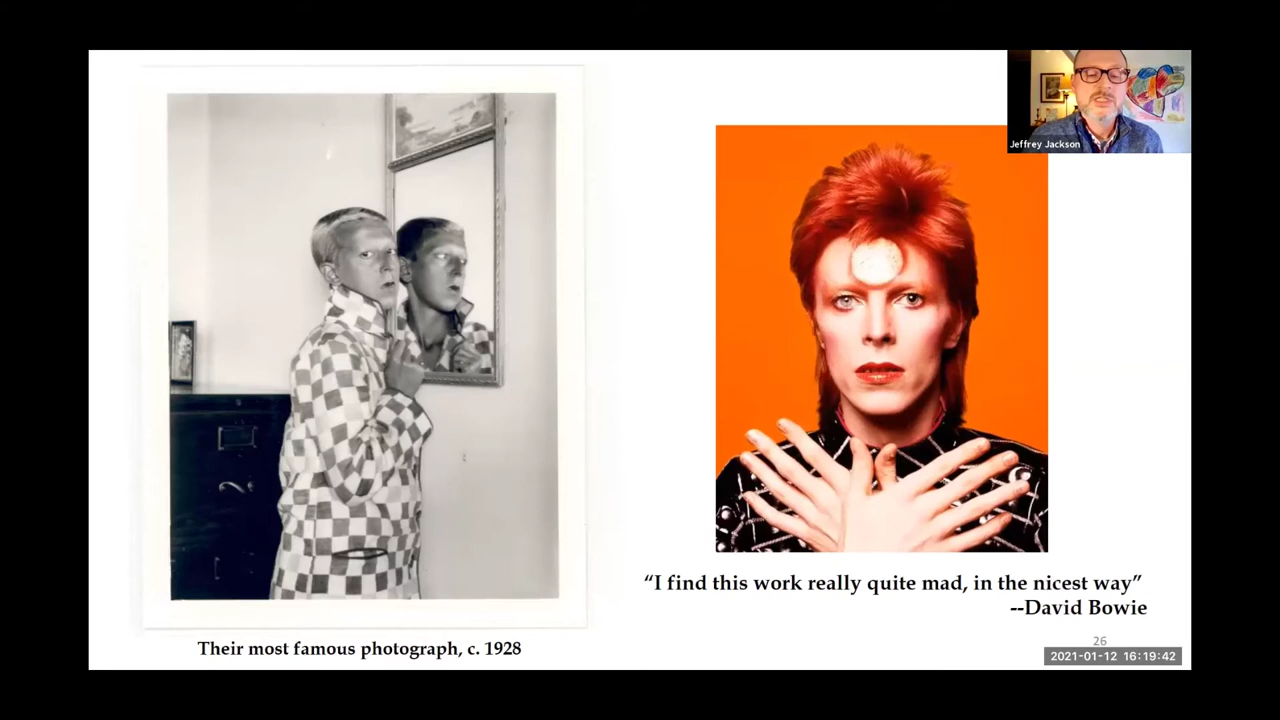 Jeffrey Jackson
“I find this work really quite mad, in the nicest way”
--David Bowie
Their most famous photograph, c. 1928
26
2021-01-12 16:19:42